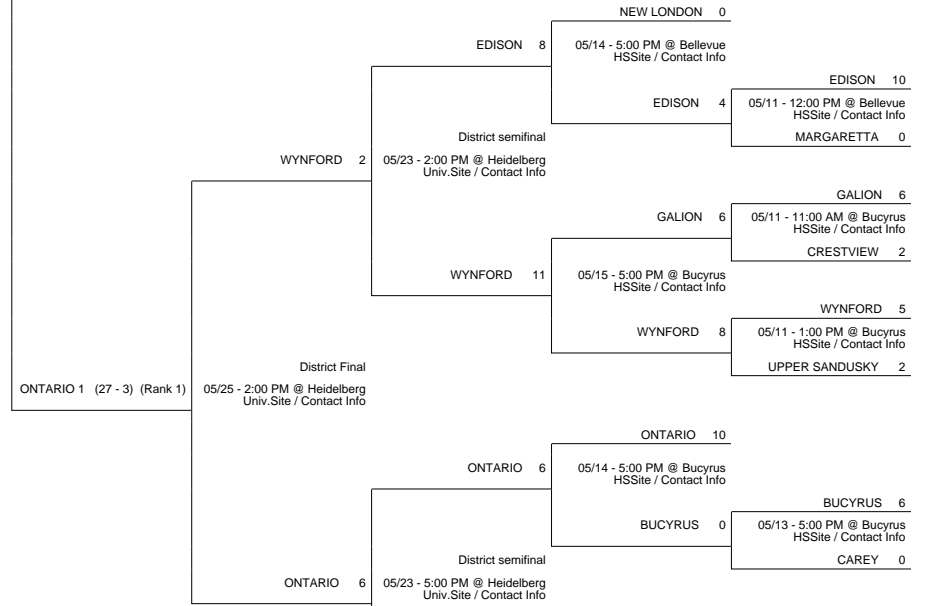 NEW LONDON 0
EDISON 8
05/14 - 5:00 PM @ Bellevue
HSSite / Contact Info
EDISON 10
EDISON 4
05/11 - 12:00 PM @ Bellevue
HSSite / Contact Info
District semifinal
MARGARETTA 0
WYNFORD 2
05/23 - 2:00 PM @ Heidelberg
Univ.Site / Contact Info
GALION 6
GALION 6
05/11 - 11:00 AM @ Bucyrus
HSSite / Contact Info
CRESTVIEW 2
WYNFORD 11
05/15 - 5:00 PM @ Bucyrus
HSSite / Contact Info
WYNFORD 5
WYNFORD 8
05/11 - 1:00 PM @ Bucyrus
HSSite / Contact Info
District Final
UPPER SANDUSKY 2
ONTARIO 1 (27 - 3) (Rank 1)
05/25 - 2:00 PM @ Heidelberg
Univ.Site / Contact Info
ONTARIO 10
ONTARIO 6
05/14 - 5:00 PM @ Bucyrus
HSSite / Contact Info
BUCYRUS 6
BUCYRUS 0
05/13 - 5:00 PM @ Bucyrus
HSSite / Contact Info
District semifinal
CAREY 0
ONTARIO 6
05/23 - 5:00 PM @ Heidelberg
Univ.Site / Contact Info